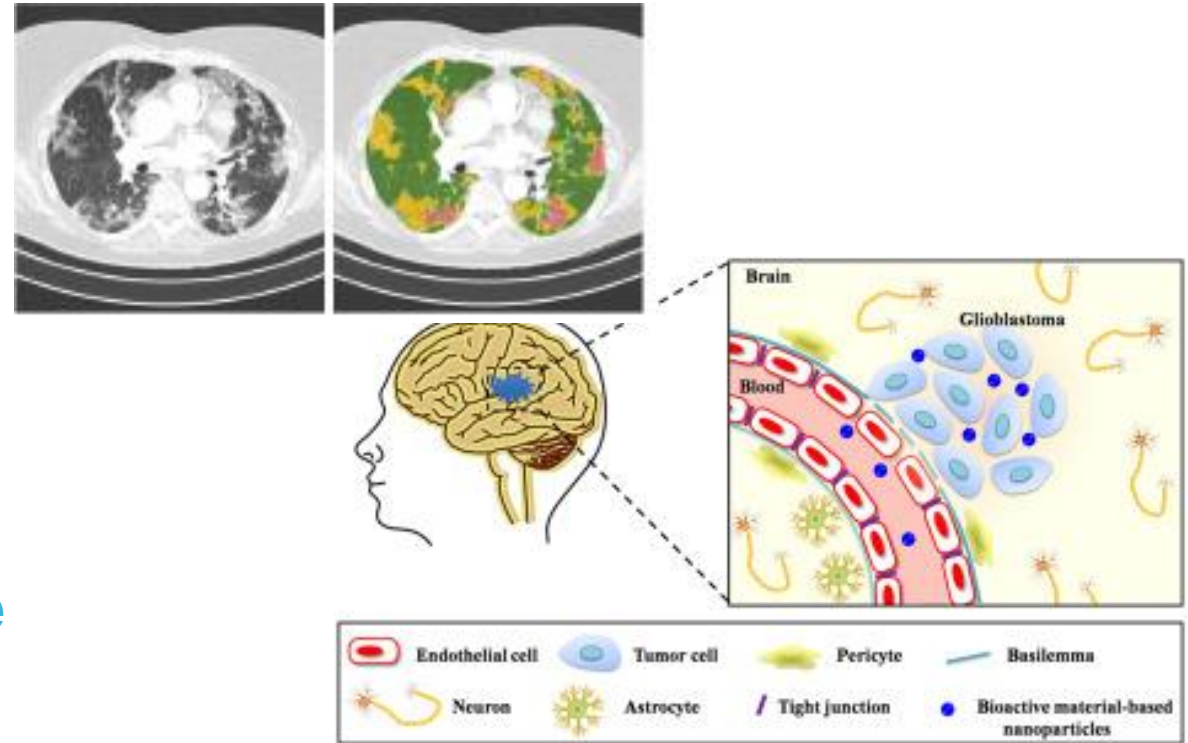 Brain
Glioblastoma
Blood
e
Endothelial cell
Tumor cell
Pericyte
Basilemma
Neuron
Astrocyte
Tight junction
Bioactive material-based
nanoparticles